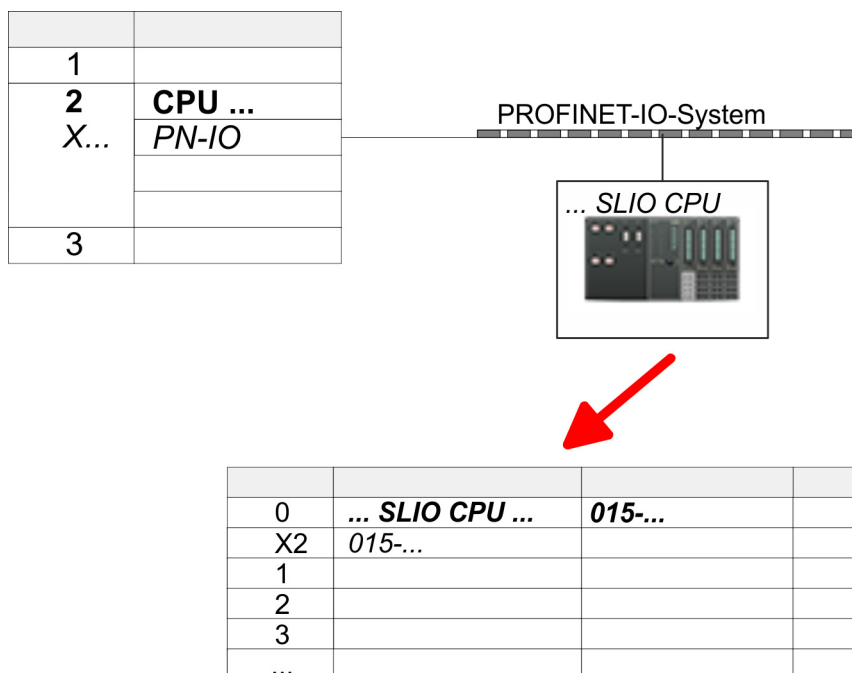 1
2 CPU ...
X... PN-IO
3
PROFINET-IO-System
... SLIO CPU
0 ... SLIO CPU ... 015-...
X2 015-...
1
2
3
...